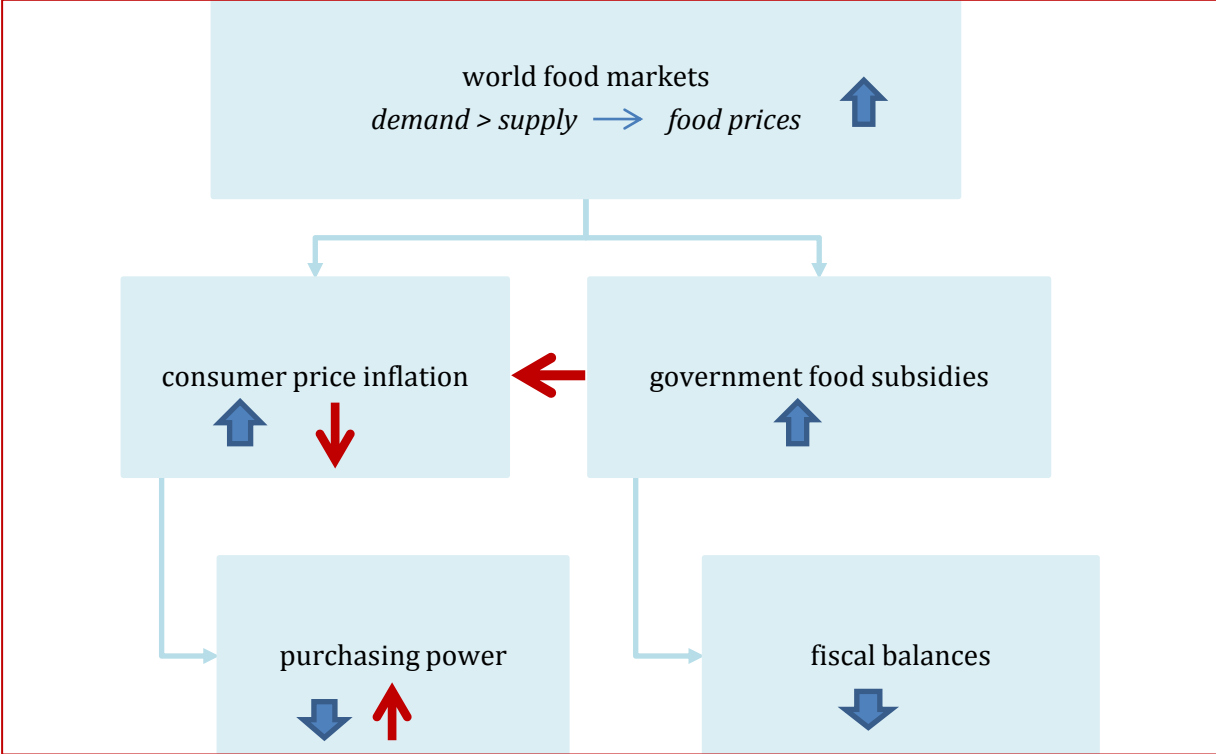 world food markets
demand > supply food prices
consumer price inflation
government food subsidies
purchasing power
fiscal balances